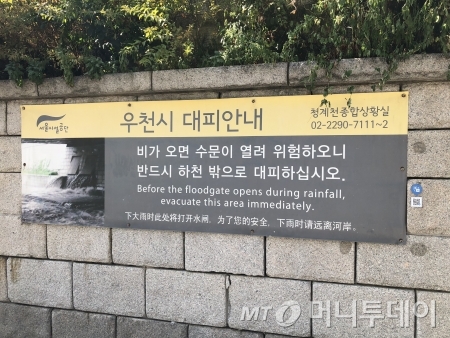 서울시설공단
우천시 대피안내
청계천종합상황실
02-2290-7111~2
비가 오면 수문이 열려 위험하오니
반드시 하천 밖으로 대피하십시오.
Before the floodgate opens during rainfall,
evacuate this area immediately.
下大雨时此处将打开水闸，为了您的安全，下雨时请远离河岸。
MT 머니투데이